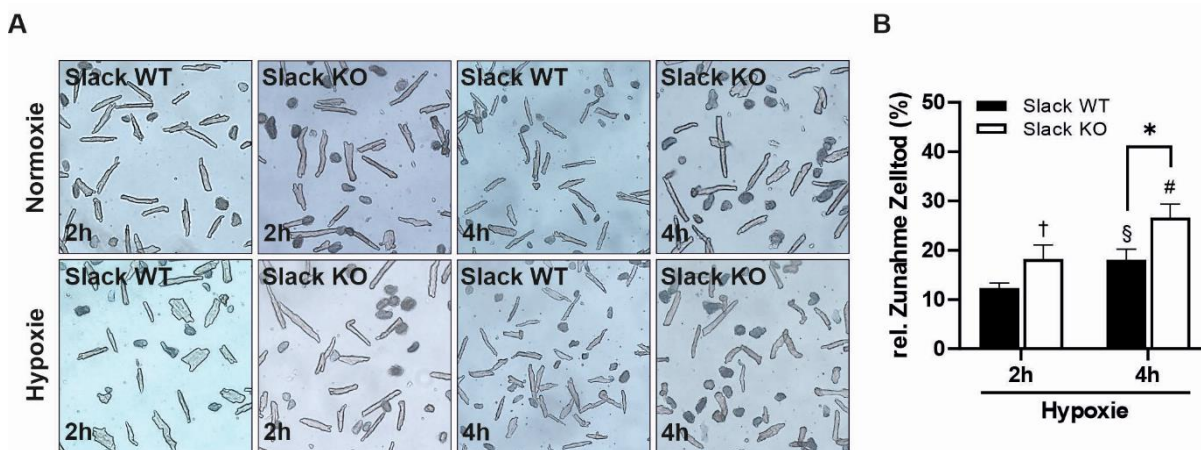 A
B
Normoxie
Slack WT
Slack KO
Slack WT
Slack KO
2h
2h
4h
4h
Hypoxie
Slack WT
Slack KO
Slack WT
Slack KO
2h
2h
4h
4h
rel. Zunahme Zelltod (%)
50
40
30
20
10
0
Slack WT
Slack KO
*
†
§
#
2h
4h
Hypoxie